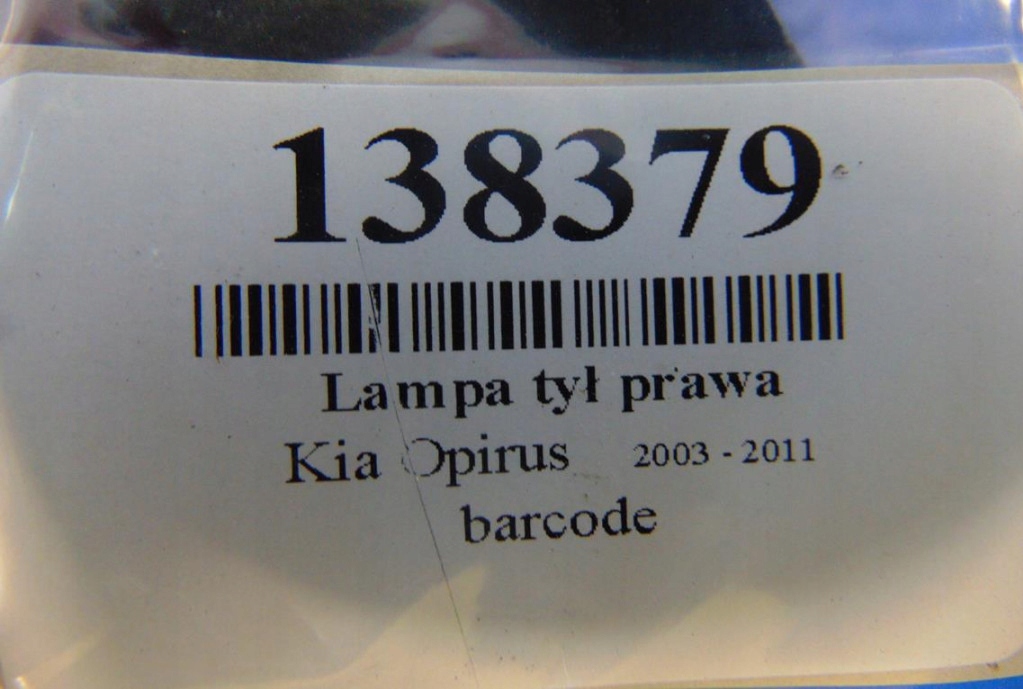 138379
Lampa tył prawa
Kia Opirus 2003 - 2011
barcode